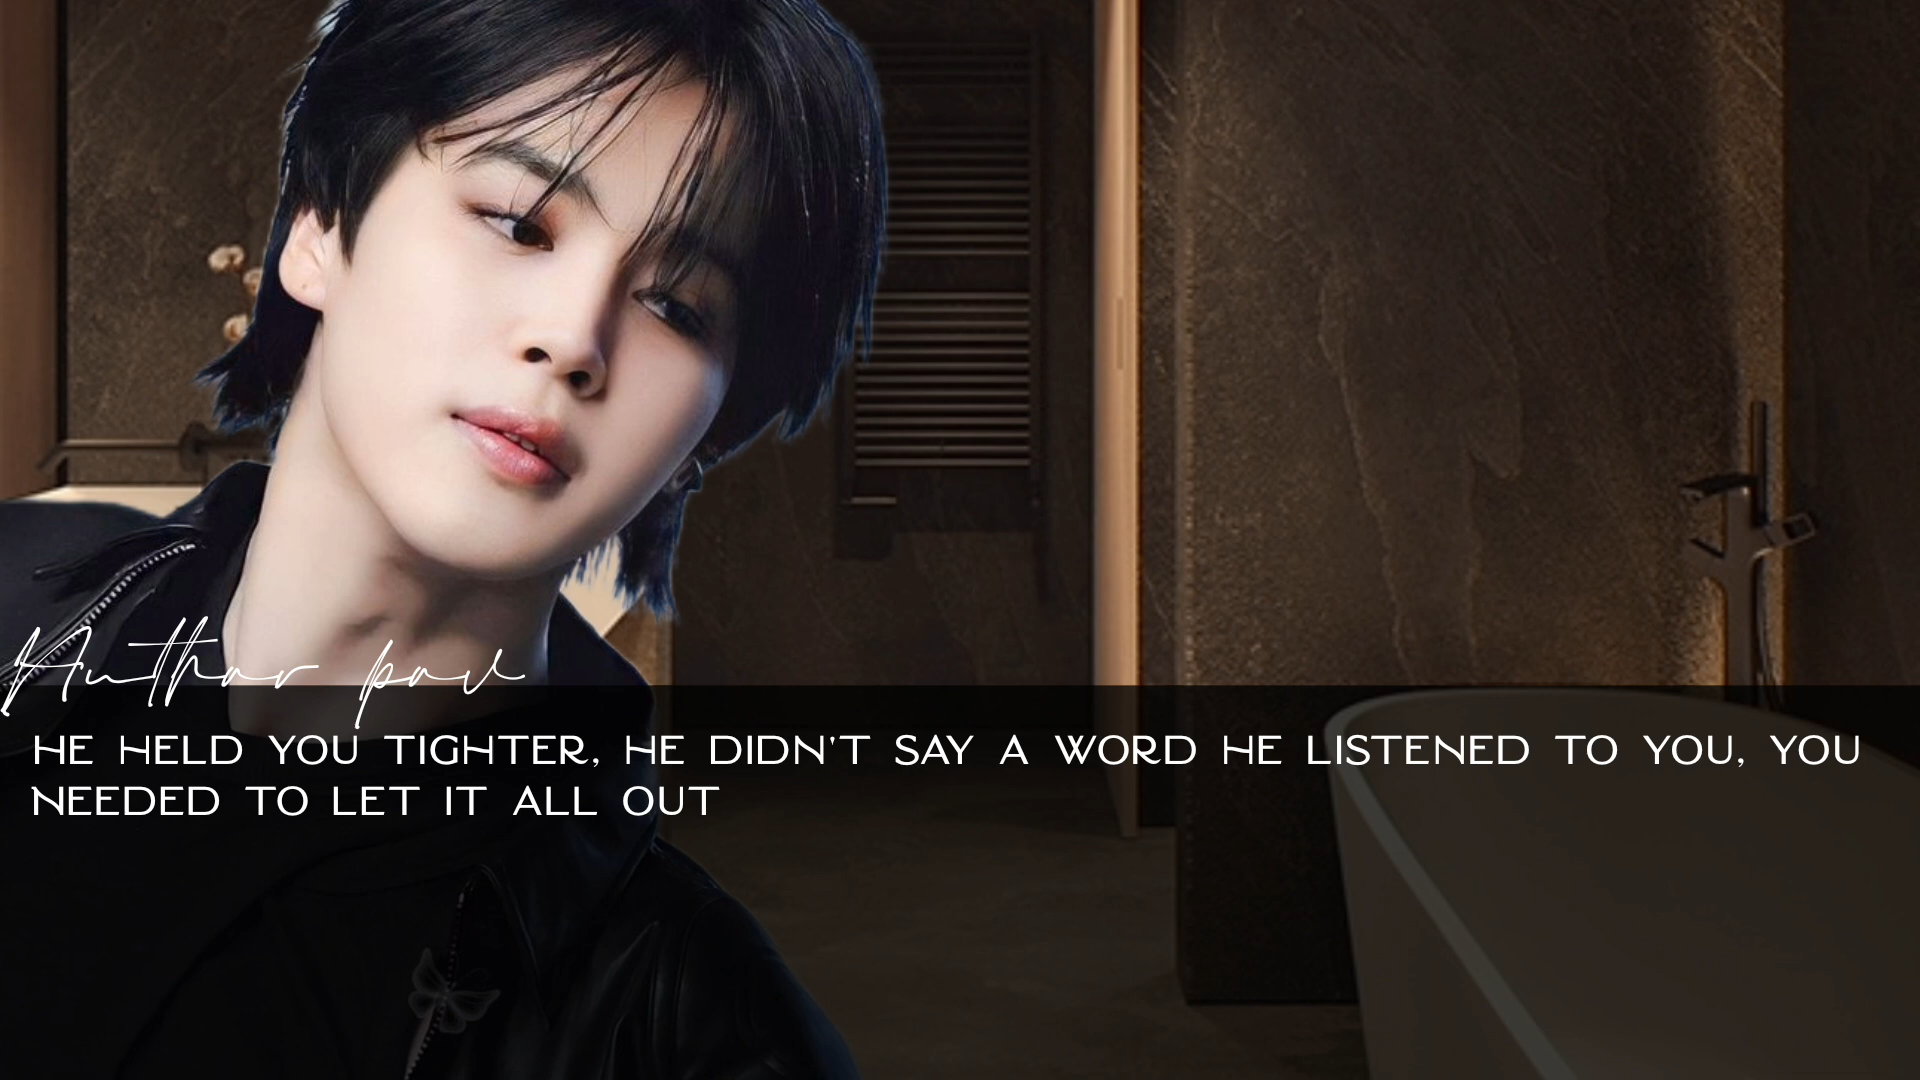 Author pov
HE HELD YOU TIGHTER, HE DIDN'T SAY A WORD HE LISTENED TO YOU, YOU
NEEDED TO LET IT ALL OUT